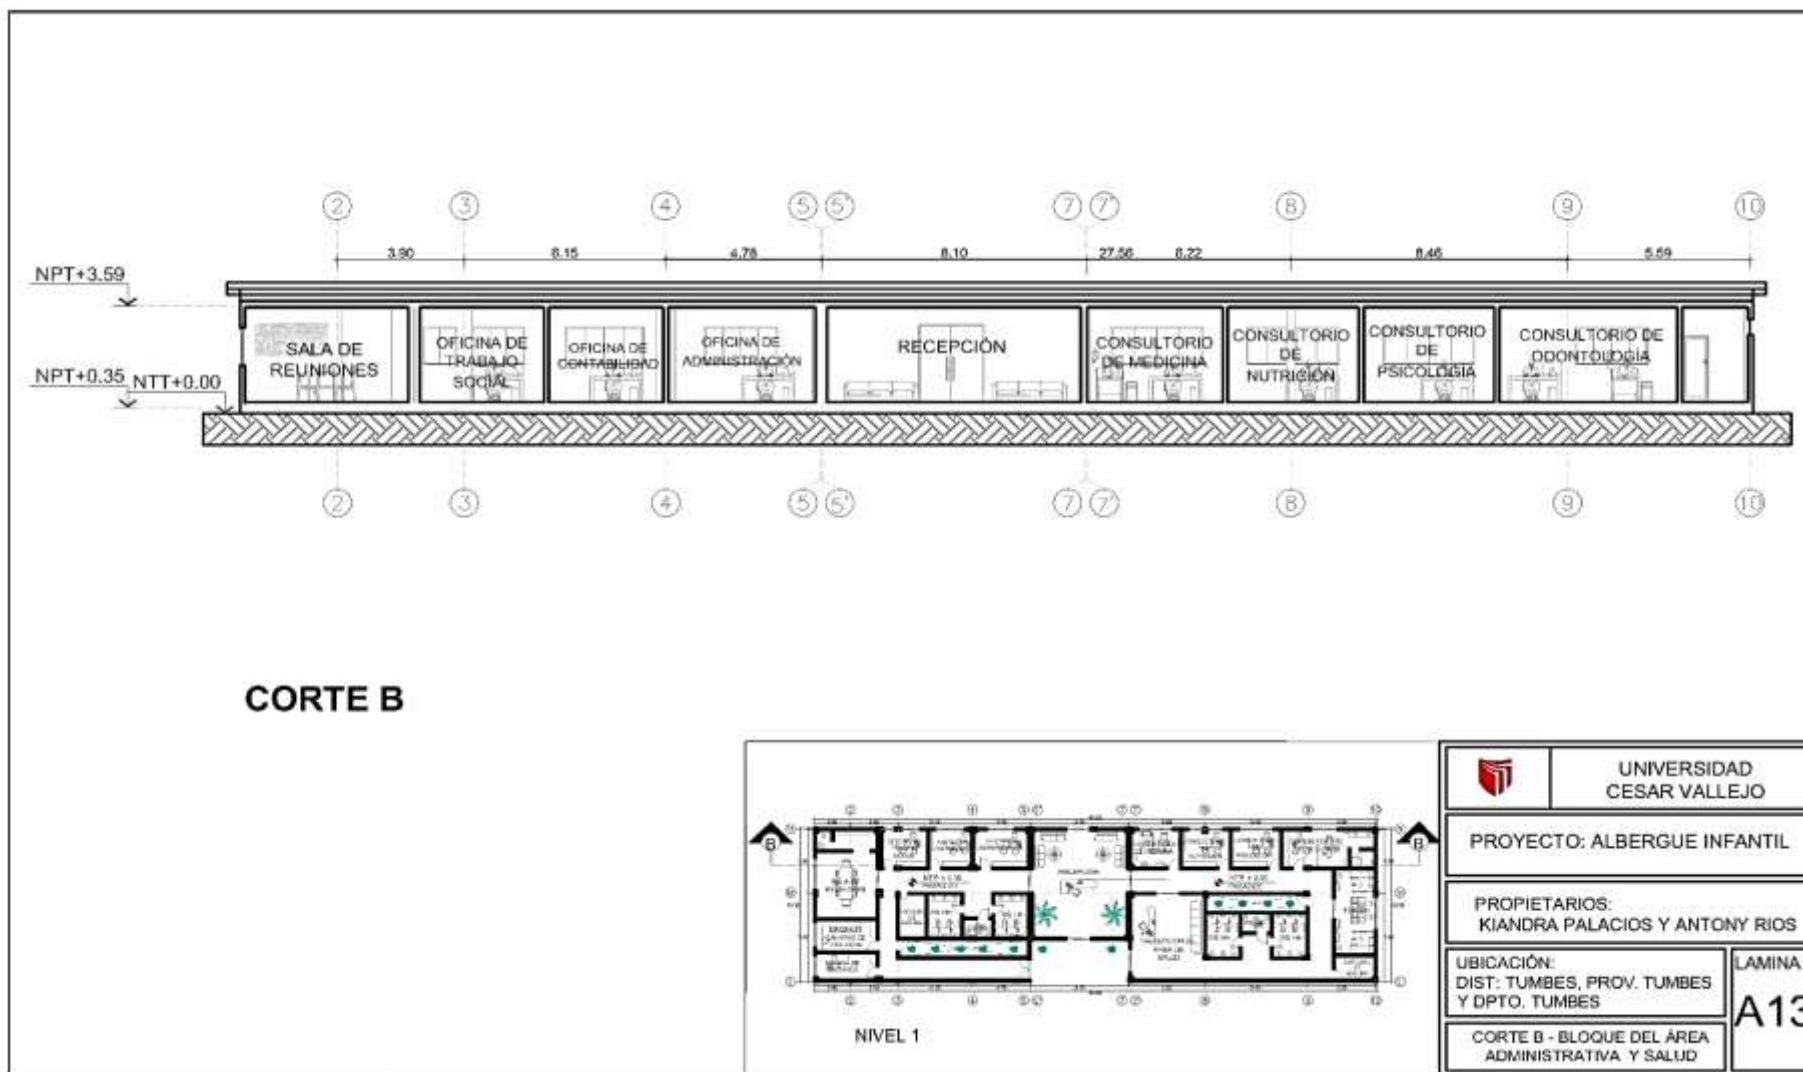 2 3 4 5 5' 7 7' 8 9 10
3.90 6.15 4.78 8.10 27.56 6.22 8.46 5.59
NPT+3.59
NPT+0.35 NTT+0.00
SALA DE
REUNIONES
OFICINA DE
TRABAJO
SOCIAL
OFICINA DE
CONTABILIDAD
OFICINA DE
ADMINISTRACIÓN
RECEPCIÓN
CONSULTORIO
DE MEDICINA
CONSULTORIO
DE
NUTRICIÓN
CONSULTORIO
DE
PSICOLOGÍA
CONSULTORIO DE
ODONTOLOGÍA
2 3 4 5 5' 7 7' 8 9 10
CORTE B
B
B
NIVEL 1
UNIVERSIDAD
CESAR VALLEJO
PROYECTO: ALBERGUE INFANTIL
PROPIETARIOS:
KIANDRA PALACIOS Y ANTONY RIOS
UBICACIÓN:
DIST: TUMBES, PROV. TUMBES
Y DPTO. TUMBES
LAMINA
A13
CORTE B - BLOQUE DEL ÁREA
ADMINISTRATIVA Y SALUD